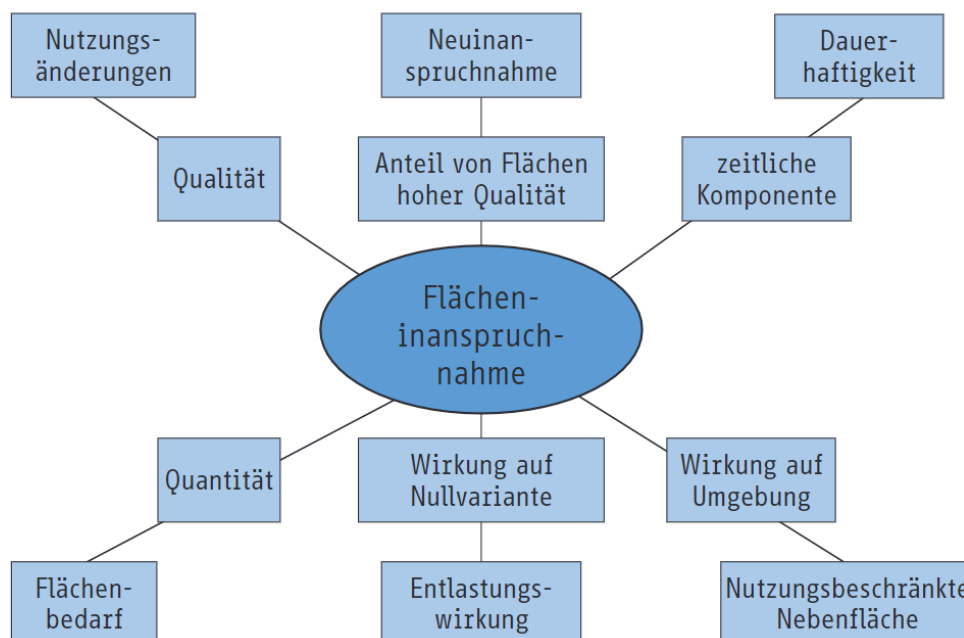 Nutzungs-
änderungen
Neuinan-
spruchnahme
Dauer-
haftigkeit
Qualität
Anteil von Flächen
hoher Qualität
zeitliche
Komponente
Flächen-
inanspruch-
nahme
Quantität
Wirkung auf
Nullvariante
Wirkung auf
Umgebung
Flächen-
bedarf
Entlastungs-
wirkung
Nutzungsbeschränkte
Nebenfläche